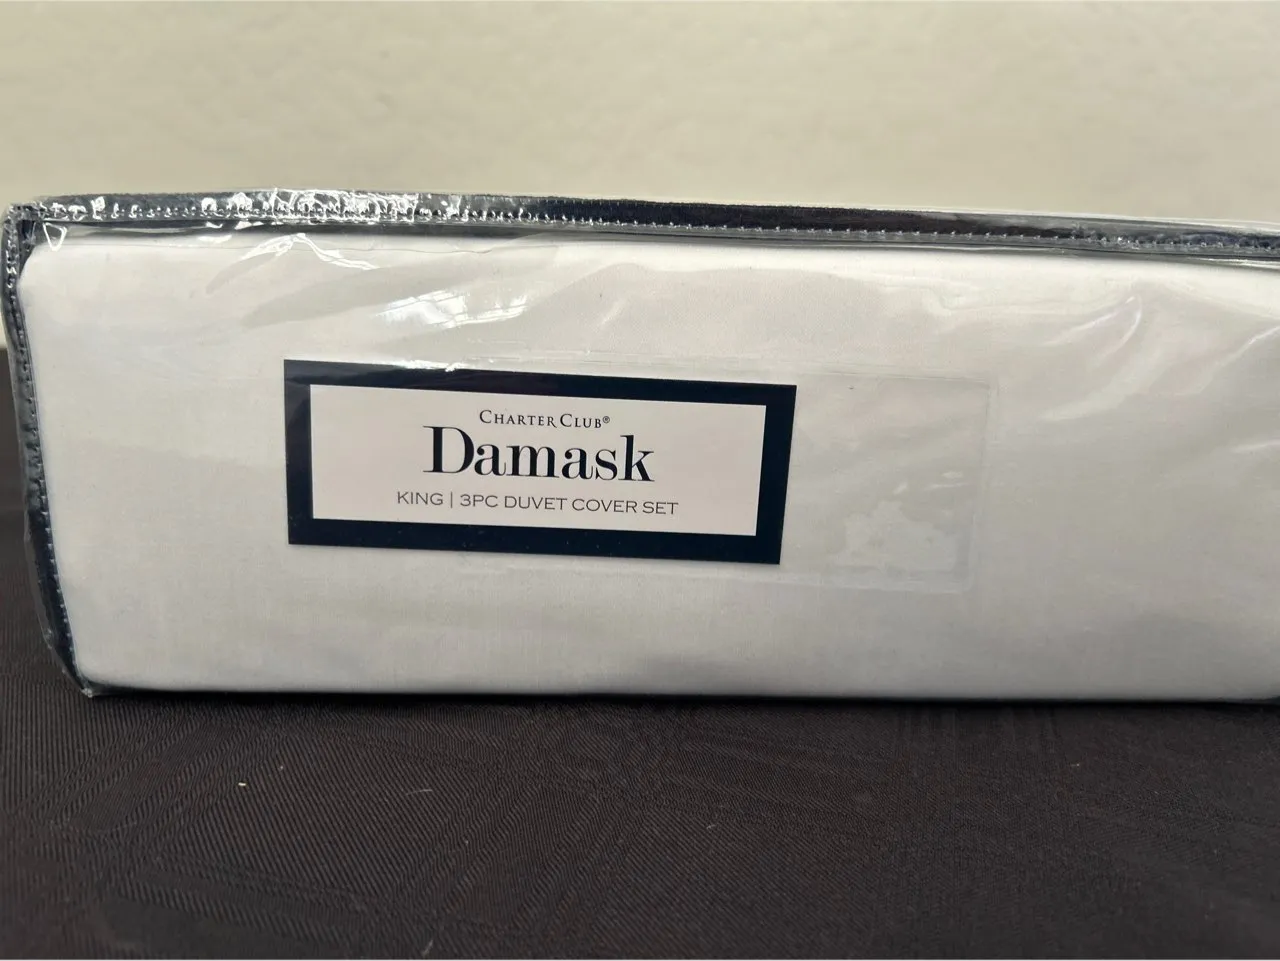 CHARTER CLUB®
Damask
KING | 3PC DUVET COVER SET